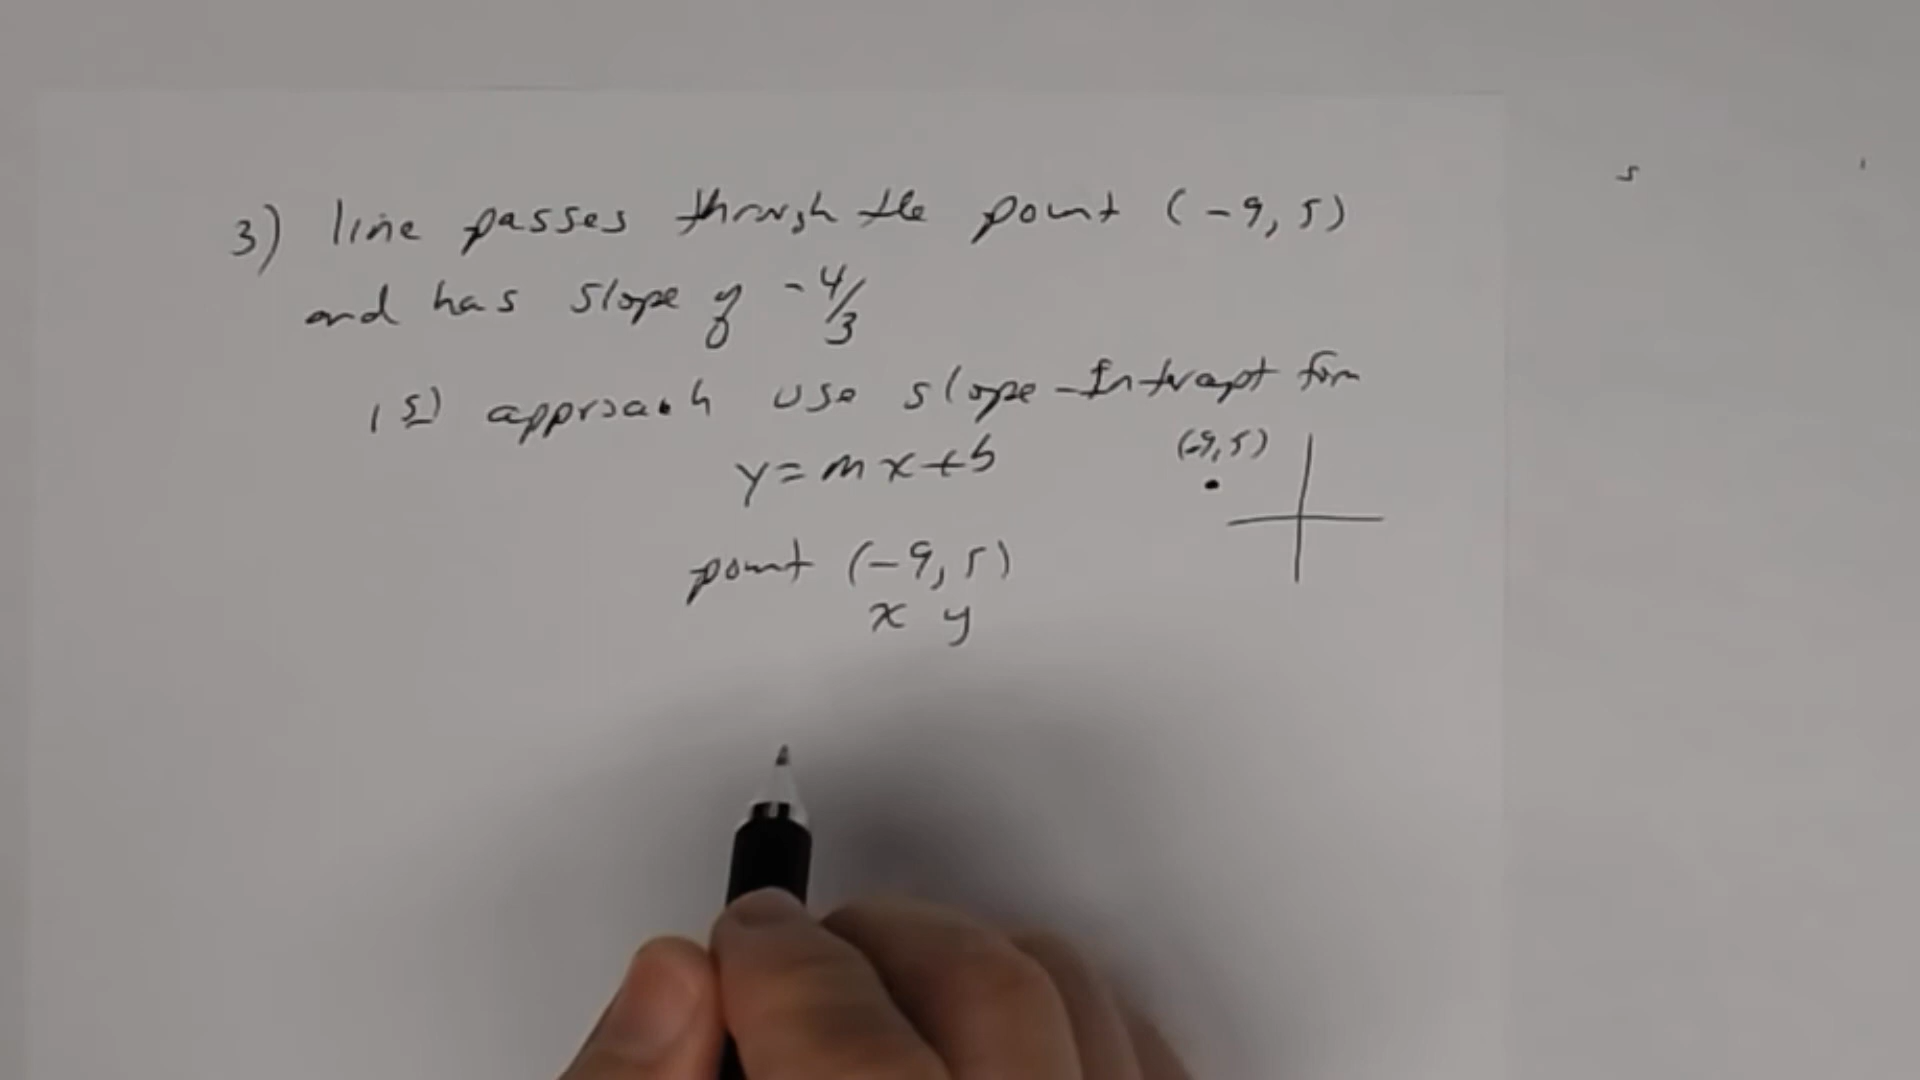 3) line passes through the point (-9, 5)
and has slope of -4/3
1st approach use slope-Intercept form
y = mx + b
(-9, 5)
point (-9, 5)
x y